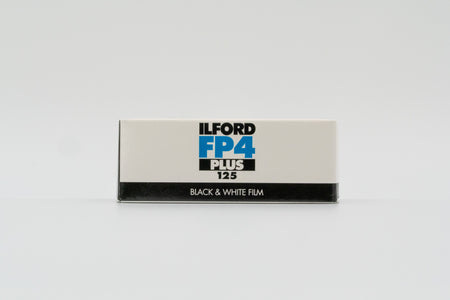 ILFORD
FP4
PLUS
125
BLACK & WHITE FILM